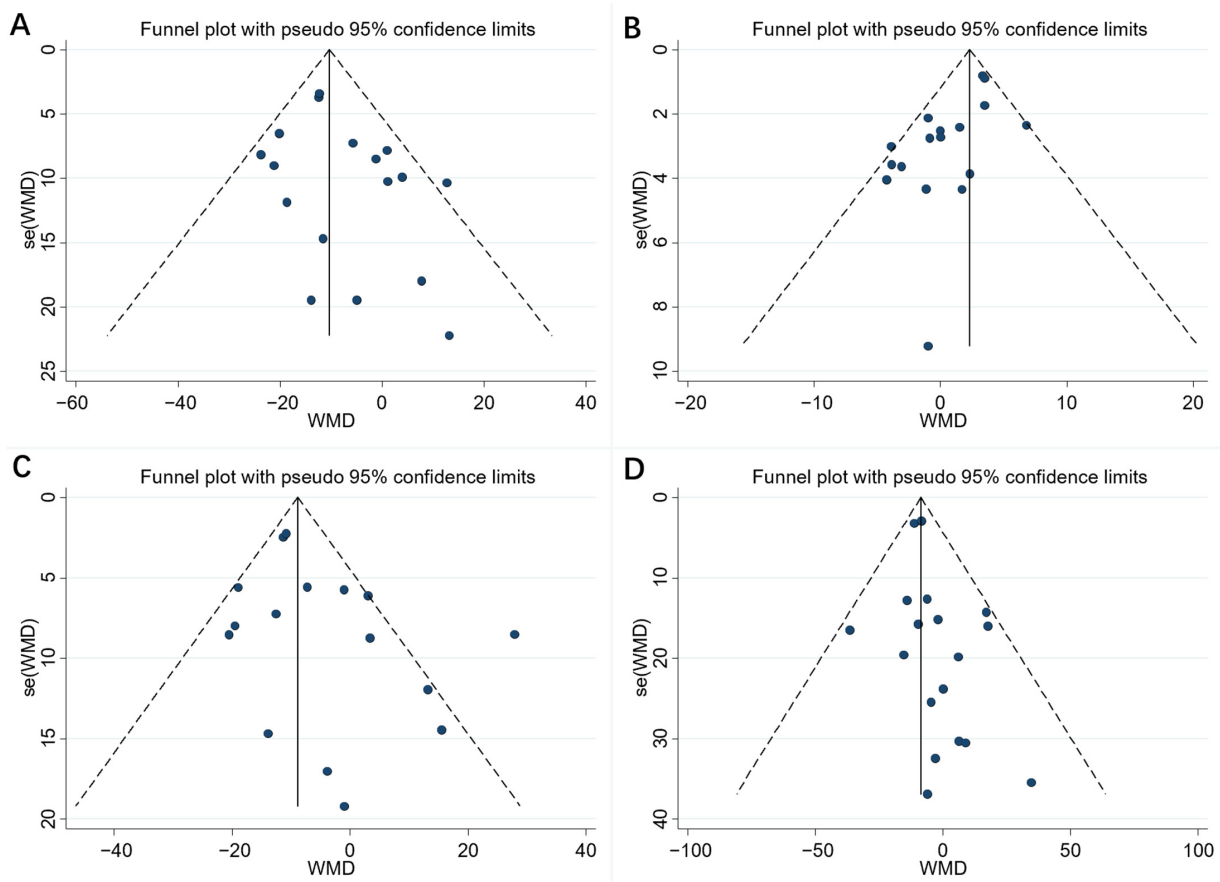 A
Funnel plot with pseudo 95% confidence limits
0
5
10
15
20
25
se(WMD)
−60 −40 −20 0 20 40
WMD
B
Funnel plot with pseudo 95% confidence limits
0
2
4
6
8
10
se(WMD)
−20 −10 0 10 20
WMD
C
Funnel plot with pseudo 95% confidence limits
0
5
10
15
20
se(WMD)
−40 −20 0 20 40
WMD
D
Funnel plot with pseudo 95% confidence limits
0
10
20
30
40
se(WMD)
−100 −50 0 50 100
WMD